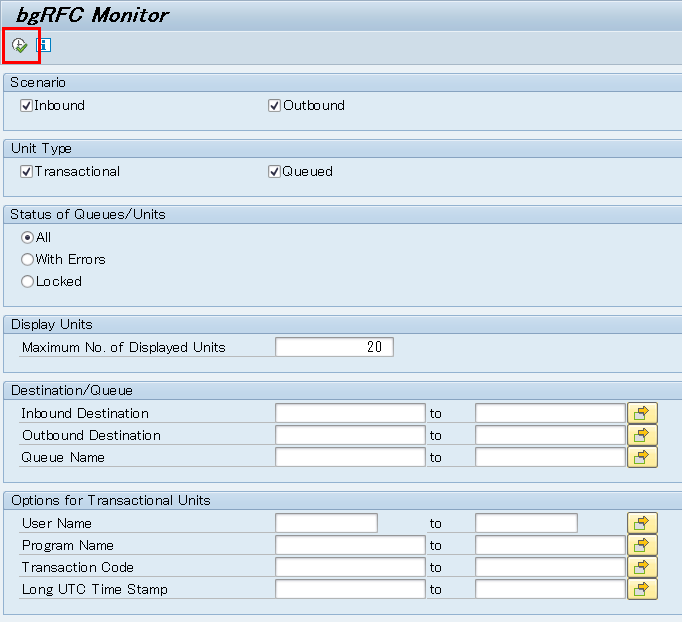 bgRFC Monitor
Scenario
Inbound Outbound
Unit Type
Transactional Queued
Status of Queues/Units
All
With Errors
Locked
Display Units
Maximum No. of Displayed Units 20
Destination/Queue
Inbound Destination to
Outbound Destination to
Queue Name to
Options for Transactional Units
User Name to
Program Name to
Transaction Code to
Long UTC Time Stamp to